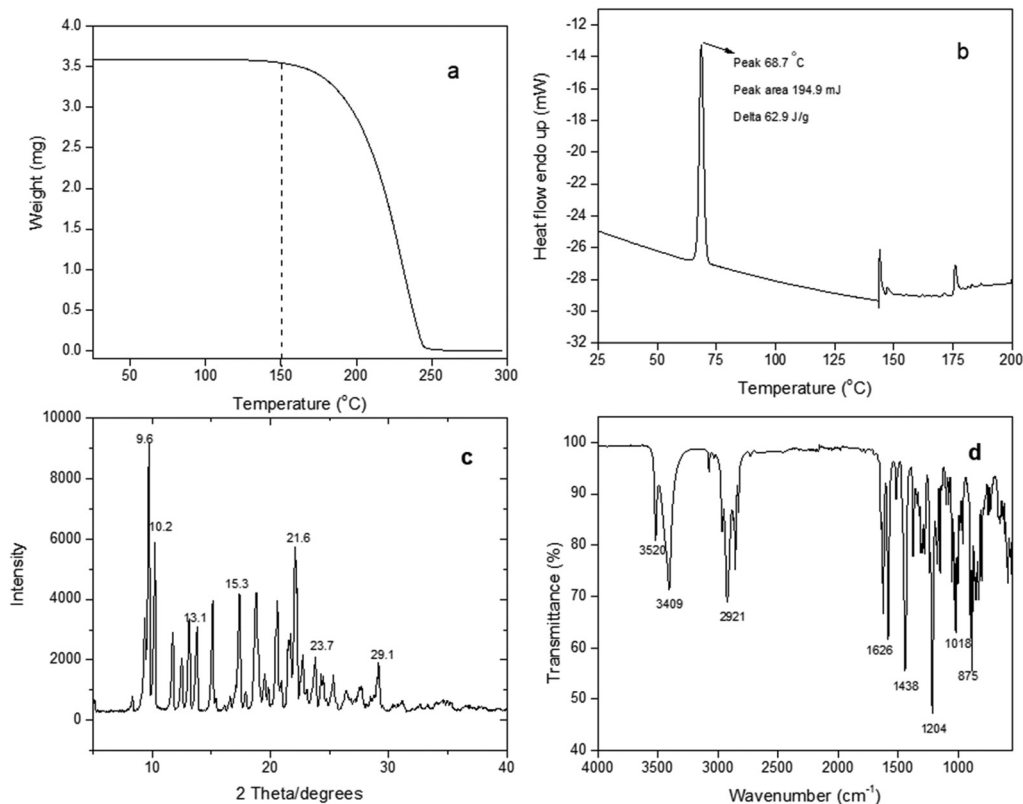 4.0
3.5
3.0
2.5
2.0
1.5
1.0
0.5
0.0
Weight (mg)
a
50 100 150 200 250 300
Temperature (°C)
-12
-14
-16
-18
-20
-22
-24
-26
-28
-30
-32
Heat flow endo up (mW)
b
Peak 68.7 °C
Peak area 194.9 mJ
Delta 62.9 J/g
25 50 75 100 125 150 175 200
Temperature (°C)
10000
8000
6000
4000
2000
0
Intensity
c
9.6
10.2
13.1
15.3
21.6
23.7
29.1
10 20 30 40
2 Theta/degrees
100
90
80
70
60
50
40
Transmittance (%)
d
3520
3409
2921
1626
1438
1204
1018
875
4000 3500 3000 2500 2000 1500 1000
Wavenumber (cm⁻¹)